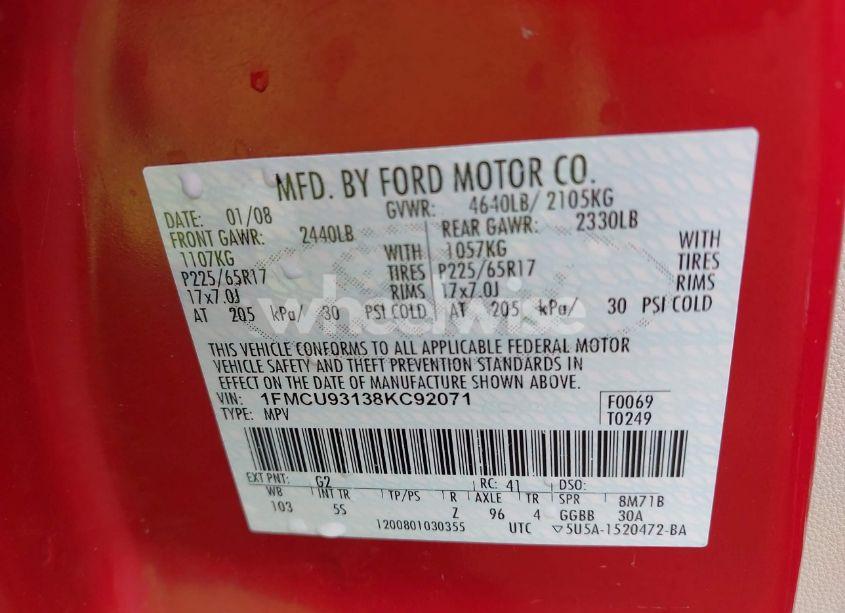 MFD. BY FORD MOTOR CO.
DATE: 01/08 GVWR: 4640LB/ 2105KG
FRONT GAWR: 2440LB REAR GAWR: 2330LB
1107KG WITH 1057KG WITH
P225/65R17 TIRES P225/65R17 TIRES
17x7.0J RIMS 17x7.0J RIMS
AT 205 kPa/ 30 PSI COLD AT 205 kPa/ 30 PSI COLD
wheelwise
THIS VEHICLE CONFORMS TO ALL APPLICABLE FEDERAL MOTOR
VEHICLE SAFETY AND THEFT PREVENTION STANDARDS IN
EFFECT ON THE DATE OF MANUFACTURE SHOWN ABOVE.
VIN: 1FMCU93138KC92071 F0069
TYPE: MPV T0249
EXT PNT: G2 RC: 41 DSO:
WB INT TR TP/PS R AXLE TR SPR 8M71B
103 5S Z 96 4 GGBB 30A
1200801030355 UTC ▽5U5A-1520472-BA